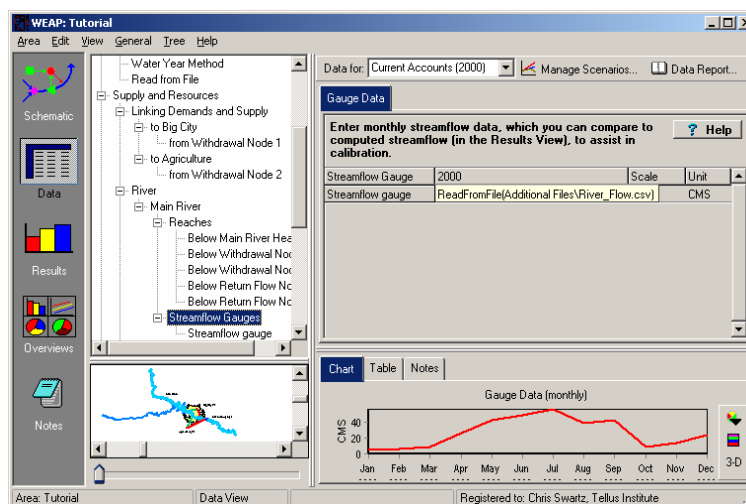 WEAP: Tutorial
Area Edit View General Tree Help
Schematic
Data
Results
Overviews
Notes
Water Year Method
Read from File
Supply and Resources
Linking Demands and Supply
to Big City
from Withdrawal Node 1
to Agriculture
from Withdrawal Node 2
River
Main River
Reaches
Below Main River Hea
Below Withdrawal Noc
Below Withdrawal Noc
Below Return Flow Nc
Below Return Flow Nc
Streamflow Gauges
Streamflow gauge
Data for: Current Accounts (2000) Manage Scenarios... Data Report...
Gauge Data
Enter monthly streamflow data, which you can compare to
computed streamflow (in the Results View), to assist in
calibration.
? Help
Streamflow Gauge 2000 Scale Unit
Streamflow gauge ReadFromFile(Additional Files\River_Flow.csv) CMS
Chart Table Notes
Gauge Data (monthly)
CMS
40
20
0
Jan Feb Mar Apr May Jun Jul Aug Sep Oct Nov Dec
3-D
Area: Tutorial Data View Registered to: Chris Swartz, Tellus Institute